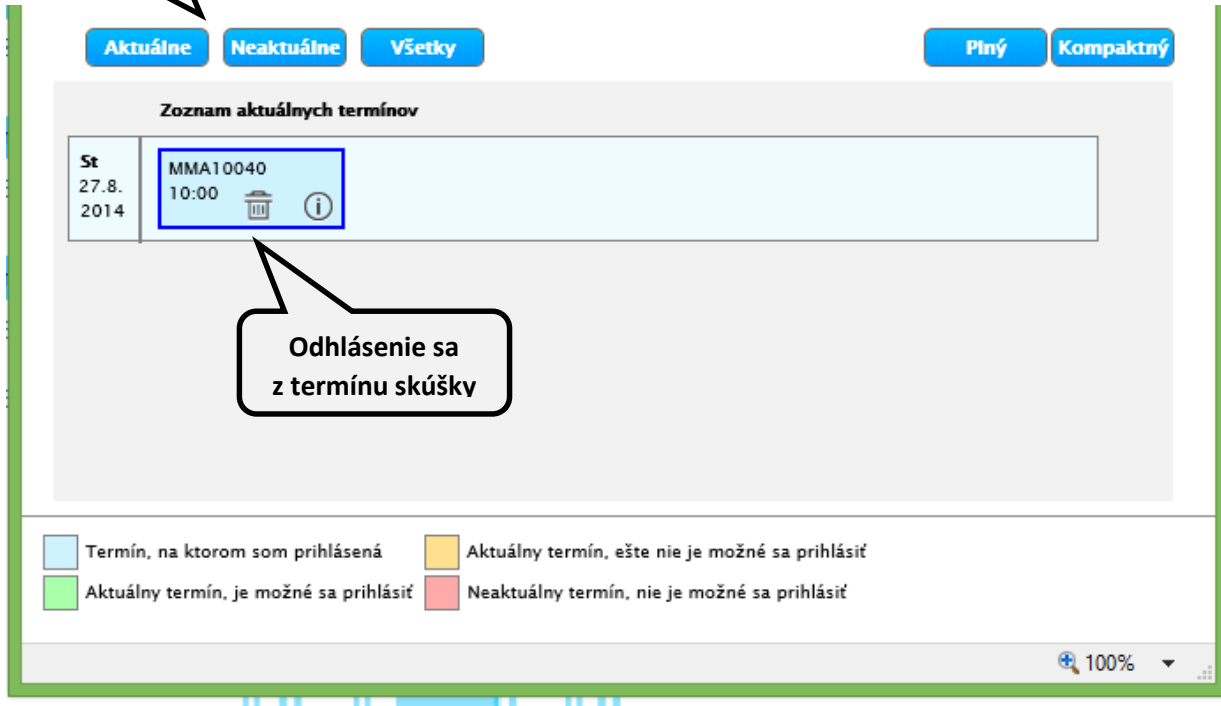 Aktuálne Neaktuálne Všetky Plný Kompaktný
Zoznam aktuálnych termínov
St
27.8.
2014
MMA10040
10:00
Odhlásenie sa
z termínu skúšky
Termín, na ktorom som prihlásená
Aktuálny termín, ešte nie je možné sa prihlásiť
Aktuálny termín, je možné sa prihlásiť
Neaktuálny termín, nie je možné sa prihlásiť
100%